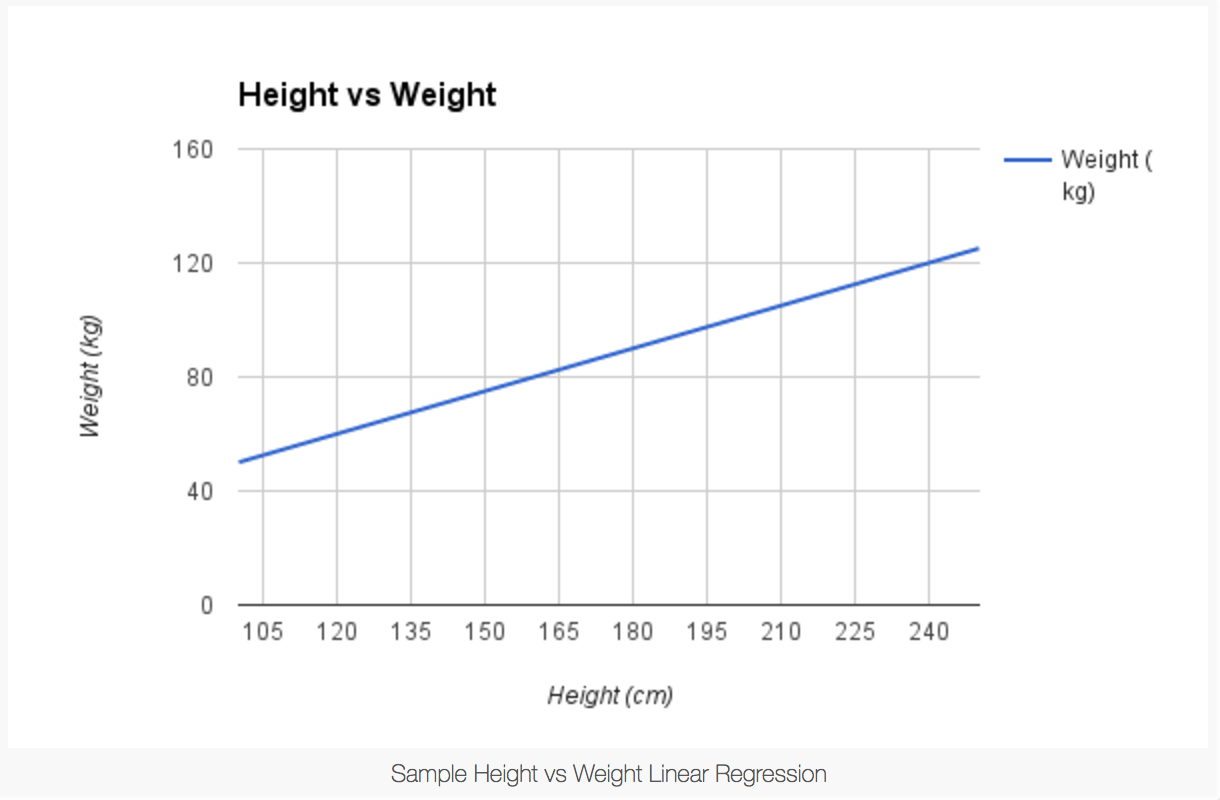 Height vs Weight
160
Weight (
kg)
120
80
40
0
Weight (kg)
105 120 135 150 165 180 195 210 225 240
Height (cm)
Sample Height vs Weight Linear Regression